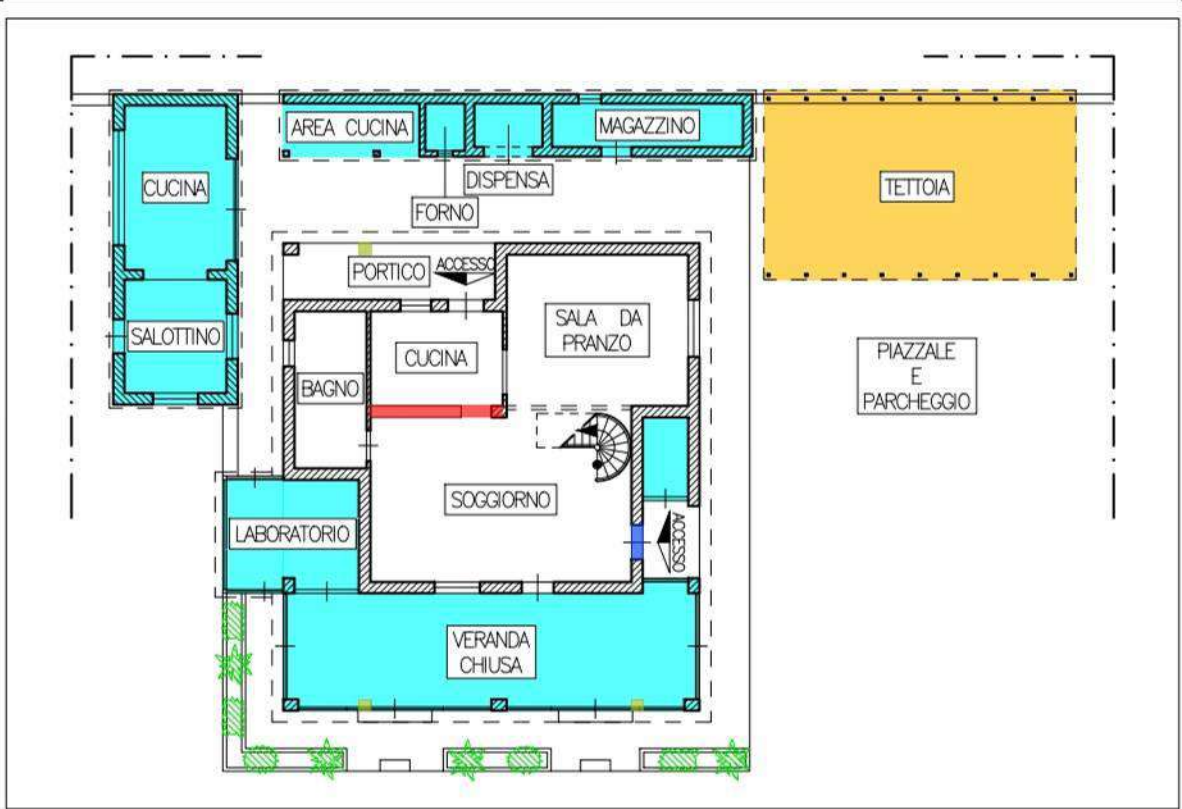 AREA CUCINA
MAGAZZINO
CUCINA
DISPENSA
FORNO
TETTOIA
PORTICO
ACCESSO
SALA DA
PRANZO
SALOTTINO
CUCINA
BAGNO
PIAZZALE
E
PARCHEGGIO
SOGGIORNO
LABORATORIO
ACCESSO
VERANDA
CHIUSA